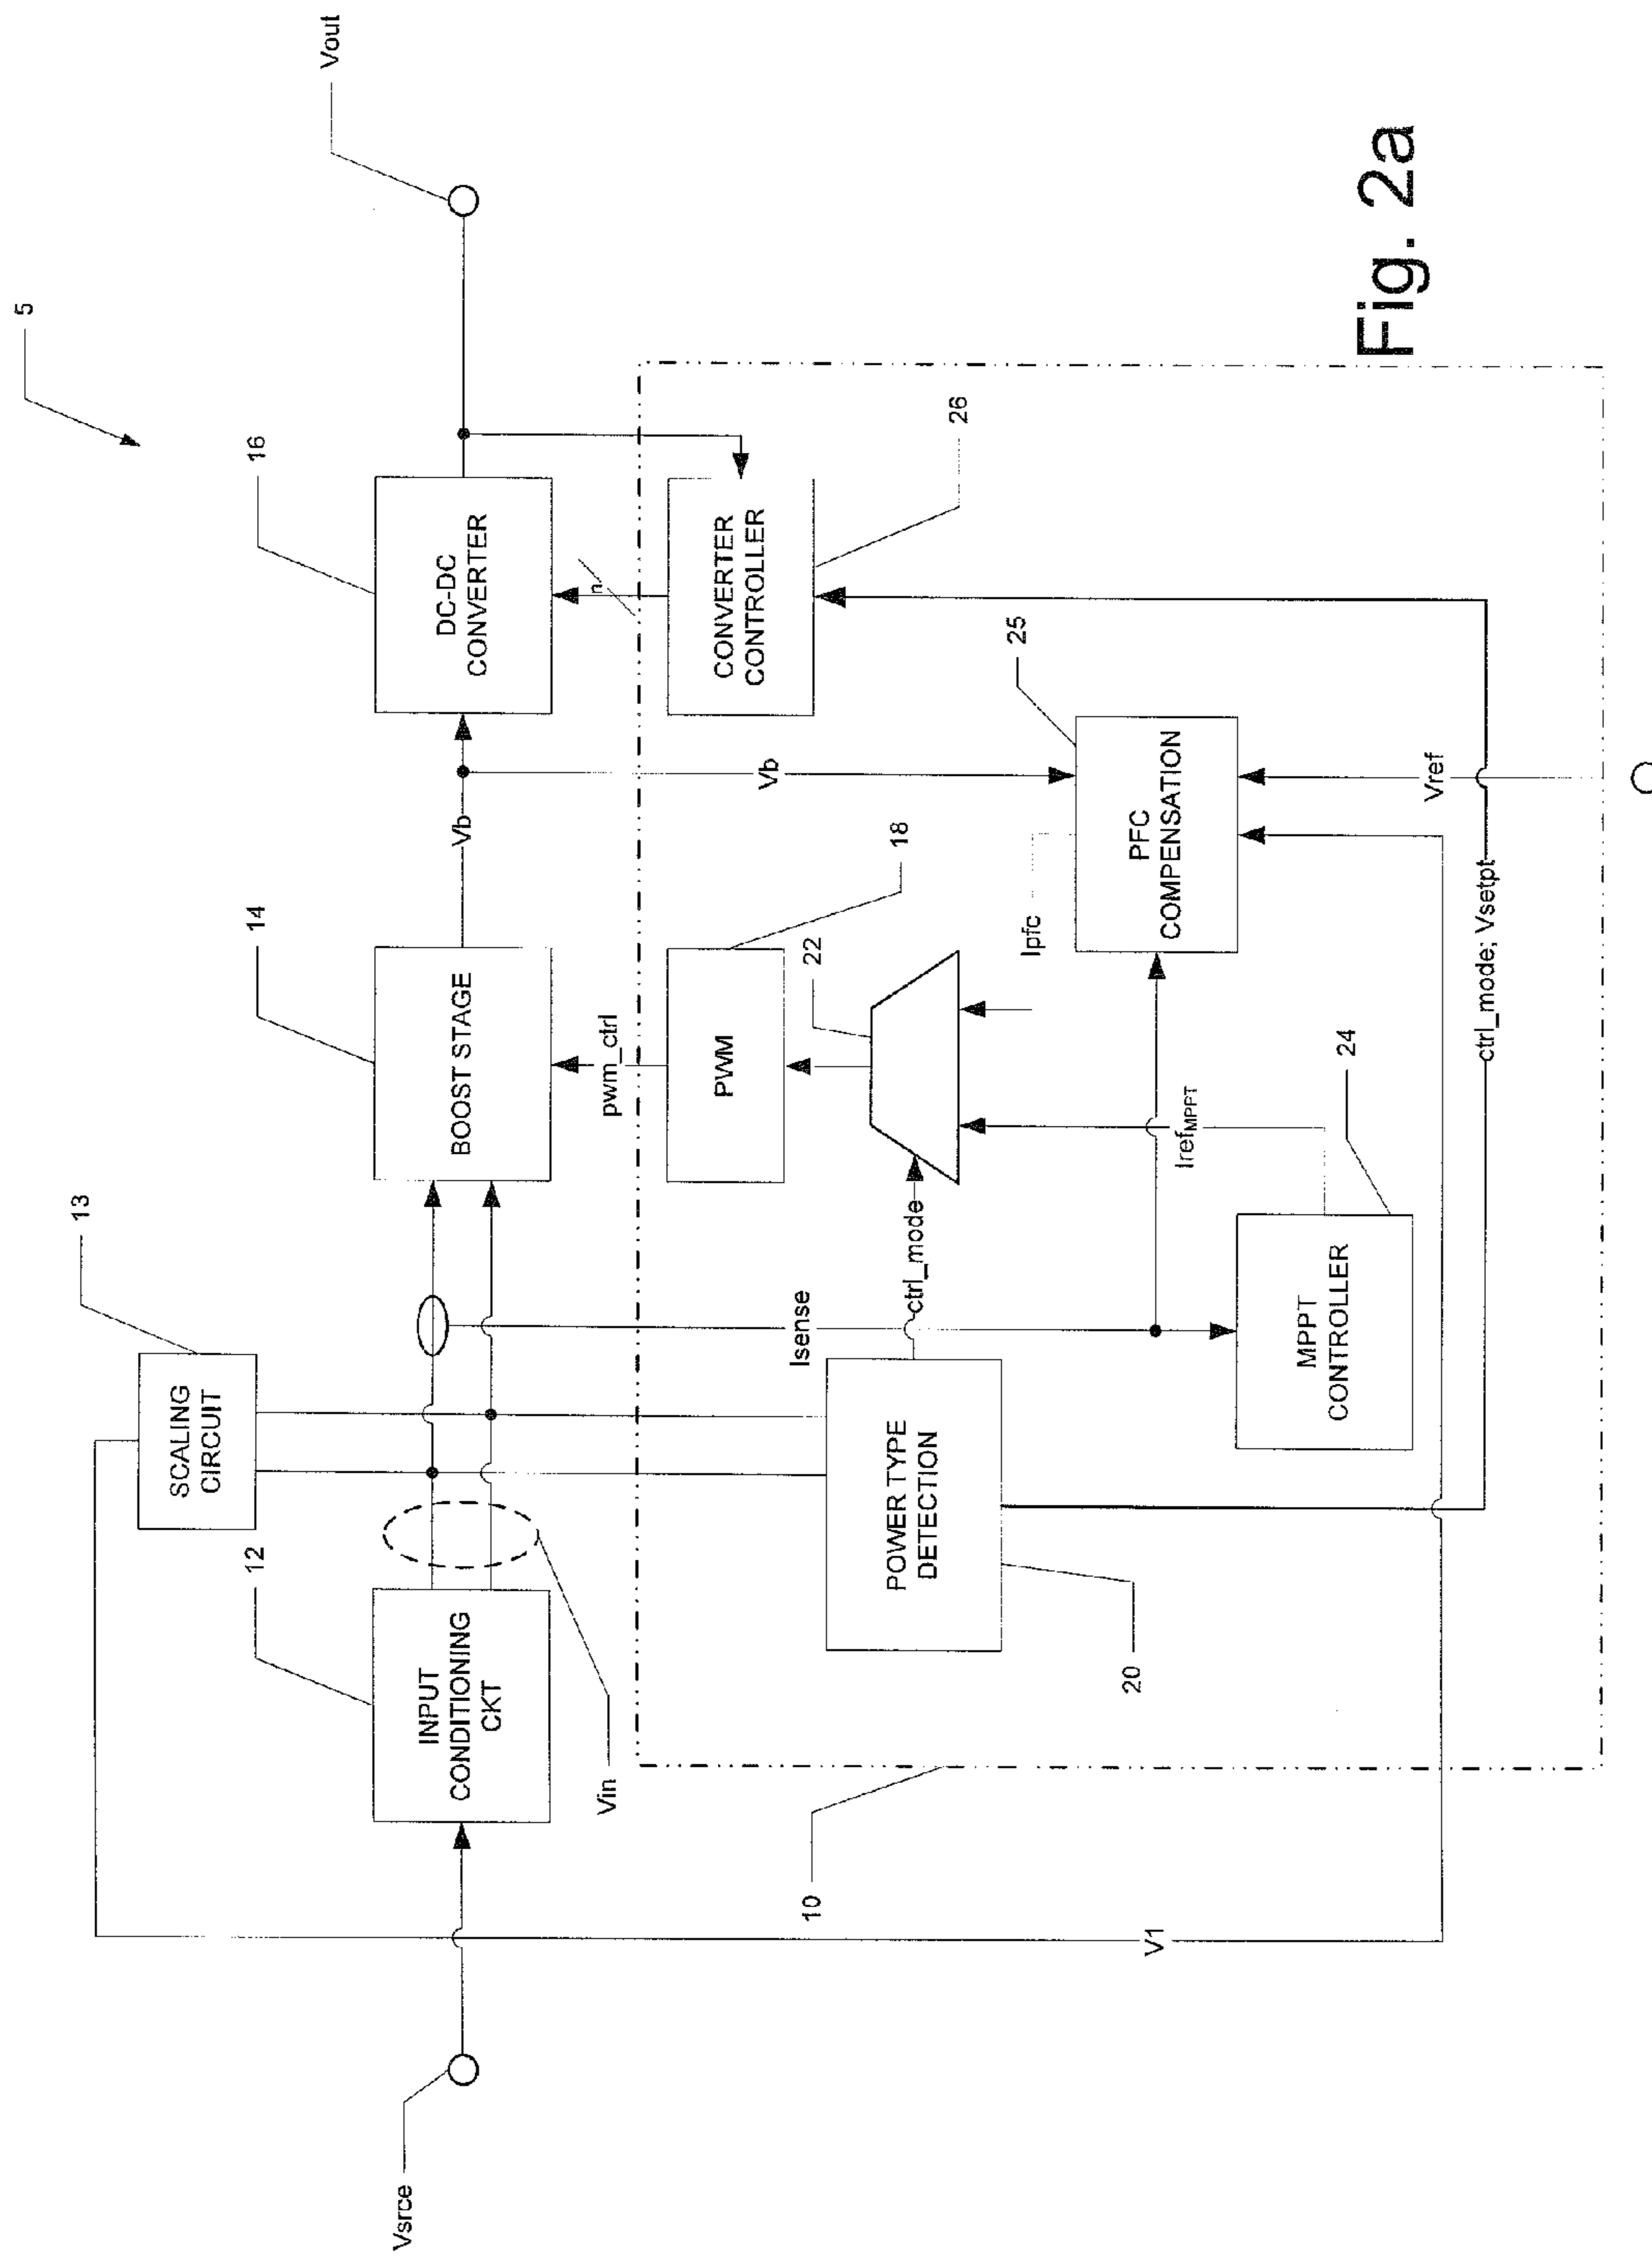 5
Vout
16
DC-DC
CONVERTER
14
BOOST STAGE
Vb
13
SCALING
CIRCUIT
12
INPUT
CONDITIONING
CKT
Vin
Vsrce
n
CONVERTER
CONTROLLER
26
Vb
pwm_ctrl
PWM
18
22
Isense
ctrl_mode
POWER TYPE
DETECTION
20
10
Ipfc
25
PFC
COMPENSATION
IrefMPPT
24
MPPT
CONTROLLER
V1
Vref
ctrl_mode; Vsetpt
Fig. 2a